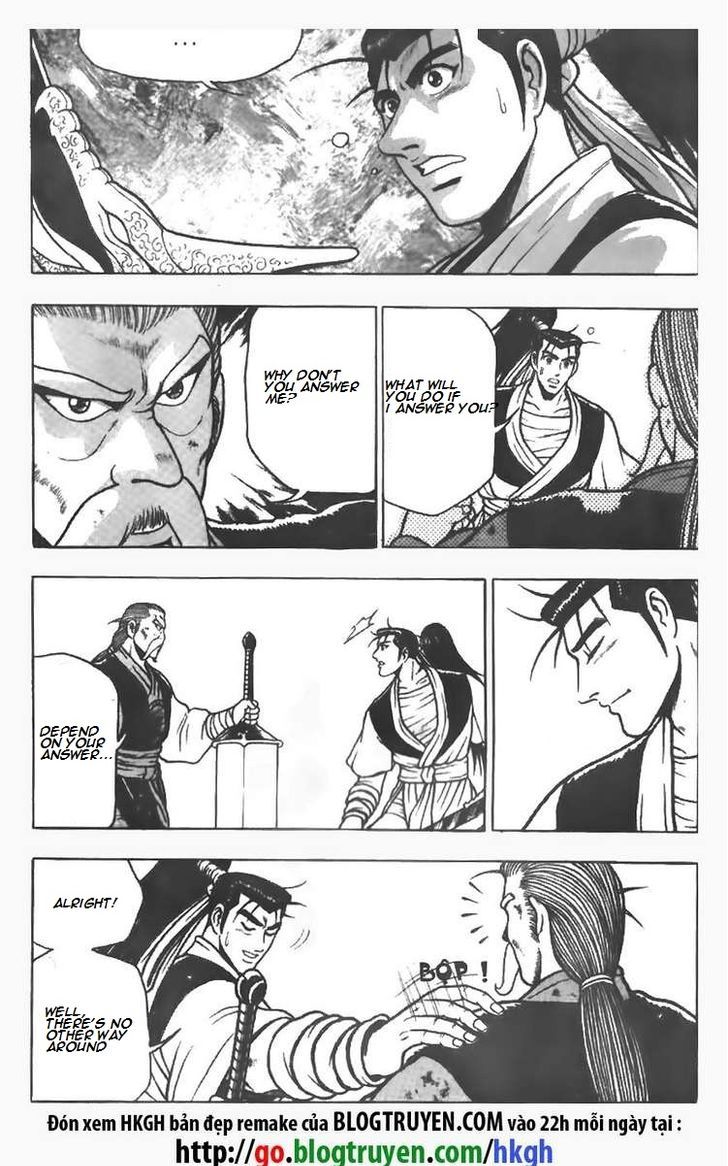 ...
WHY DON'T
YOU ANSWER
ME?
WHAT WILL
YOU DO IF
I ANSWER YOU?
DEPEND
ON YOUR
ANSWER...
ALRIGHT!
WELL,
THERE'S NO
OTHER WAY
AROUND
BỘP !
Đón xem HKGH bản đẹp remake của BLOGTRUYEN.COM vào 22h mỗi ngày tại :
http://go.blogtruyen.com/hkgh